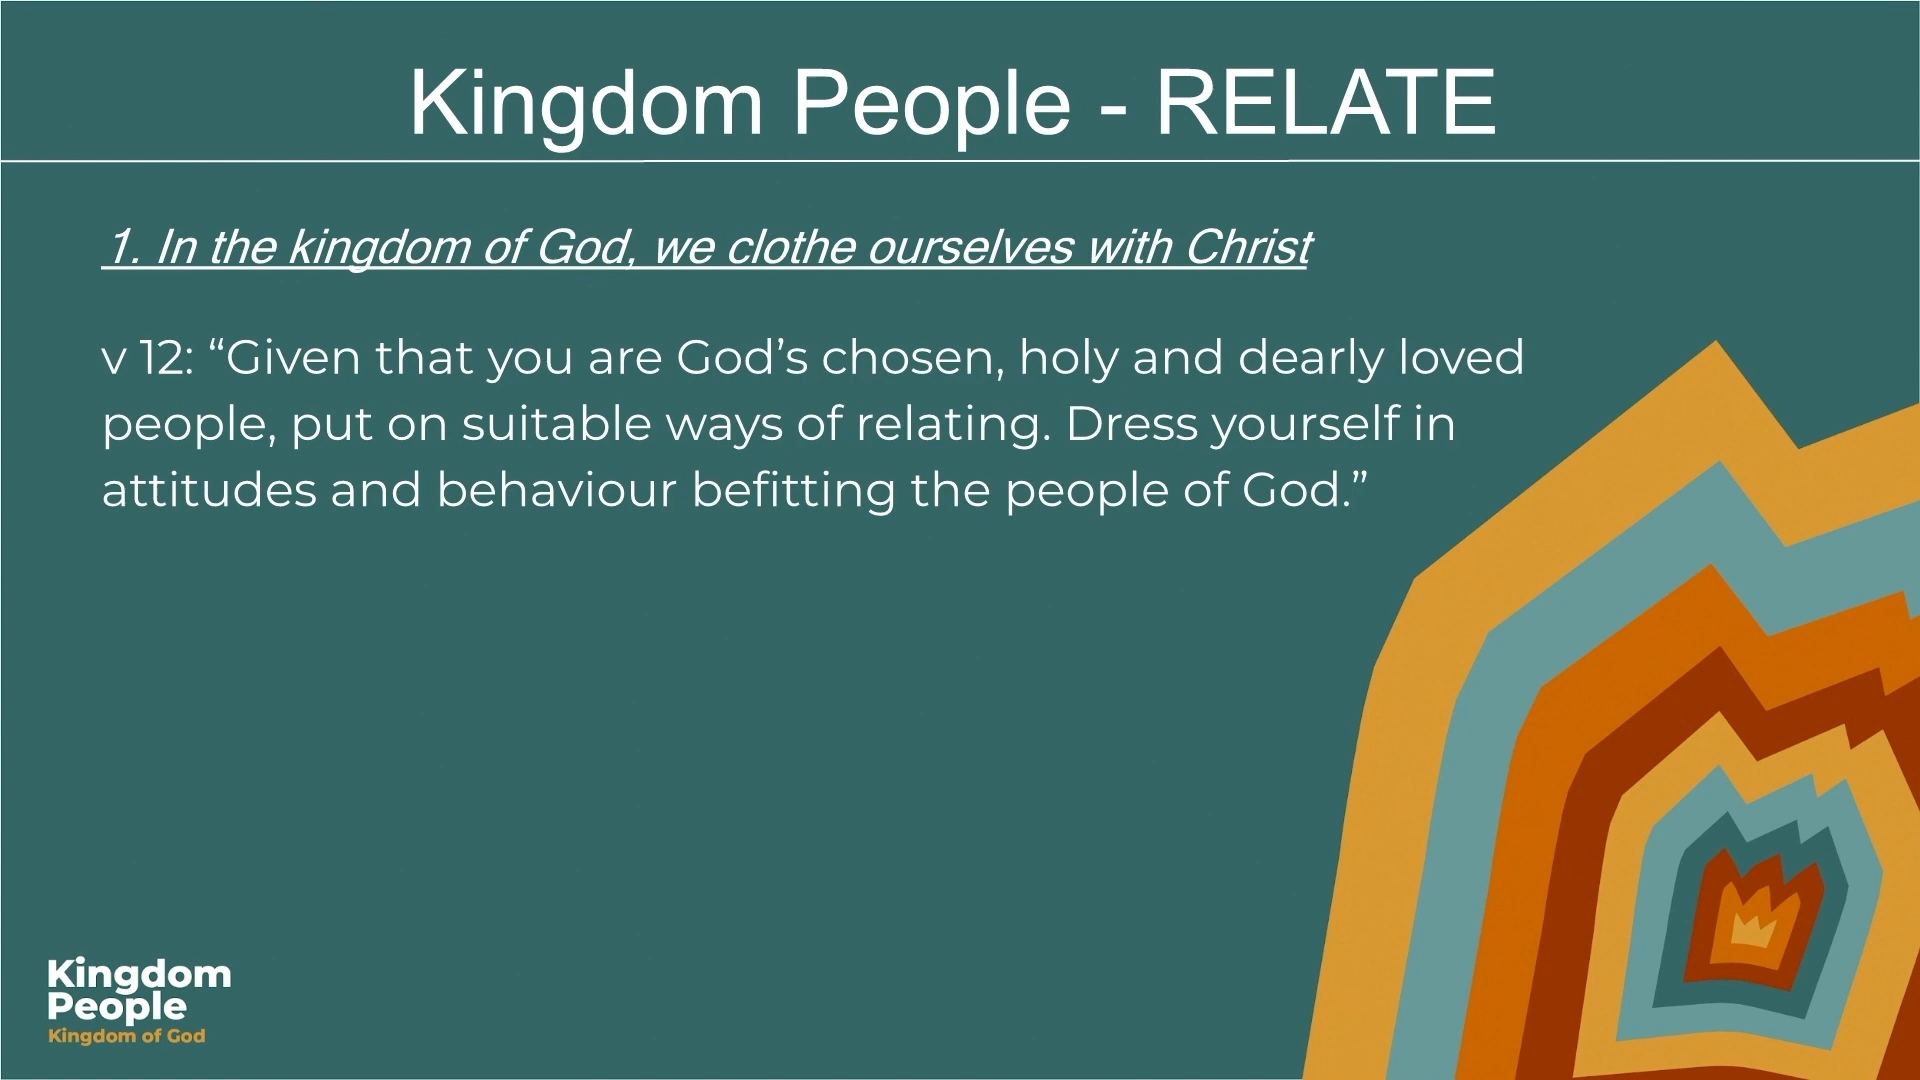 Kingdom People - RELATE
1. In the kingdom of God, we clothe ourselves with Christ
v 12: “Given that you are God’s chosen, holy and dearly loved
people, put on suitable ways of relating. Dress yourself in
attitudes and behaviour befitting the people of God.”
Kingdom
People
Kingdom of God